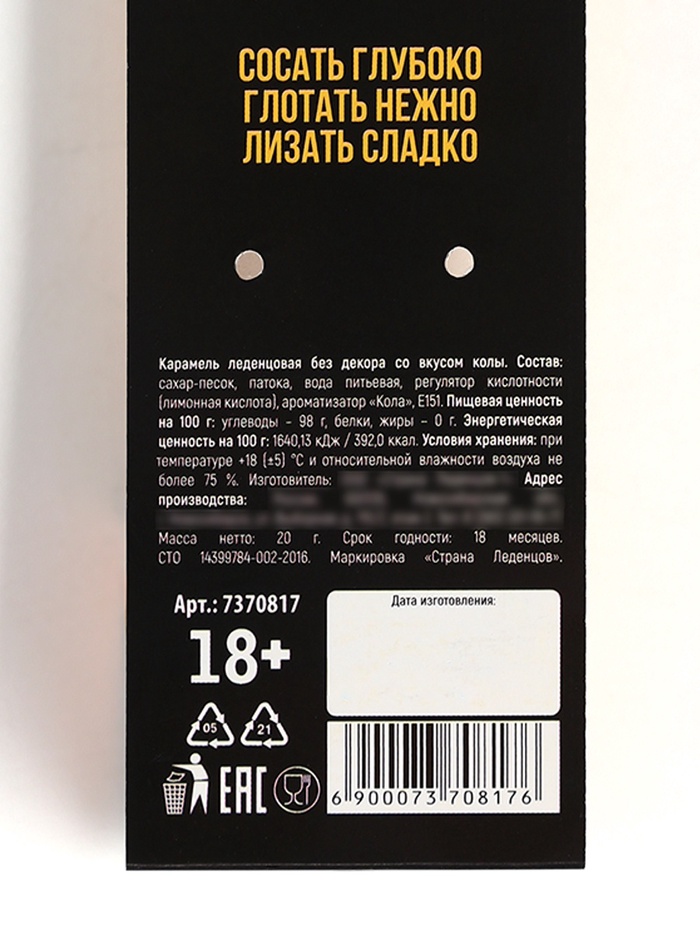 СОСАТЬ ГЛУБОКО
ГЛОТАТЬ НЕЖНО
ЛИЗАТЬ СЛАДКО
Карамель леденцовая без декора со вкусом колы. Состав:
сахар-песок, патока, вода питьевая, регулятор кислотности
(лимонная кислота), ароматизатор «Кола», Е151. Пищевая ценность
на 100 г: углеводы - 98 г, белки, жиры – 0 г. Энергетическая
ценность на 100 г: 1640,13 кДж / 392,0 ккал. Условия хранения: при
температуре +18 (±5) °С и относительной влажности воздуха не
более 75 %. Изготовитель: Адрес
производства:
Масса нетто: 20 г. Срок годности: 18 месяцев.
СТО 14399784-002-2016. Маркировка «Страна Леденцов».
Арт.: 7370817
Дата изготовления:
18+
05 21
EAC
6 900073 708176